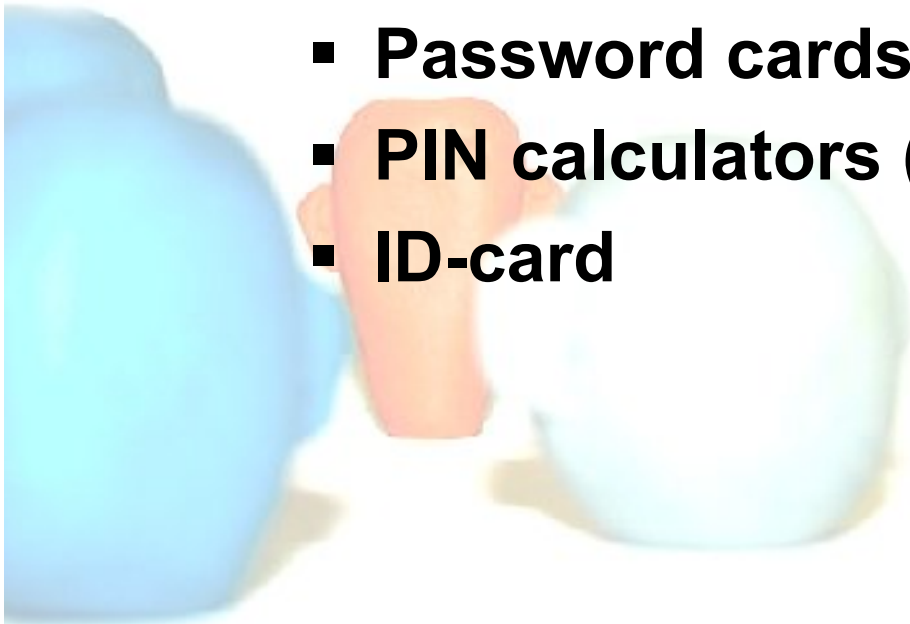 ▪ Password cards
▪ PIN calculators (
▪ ID-card